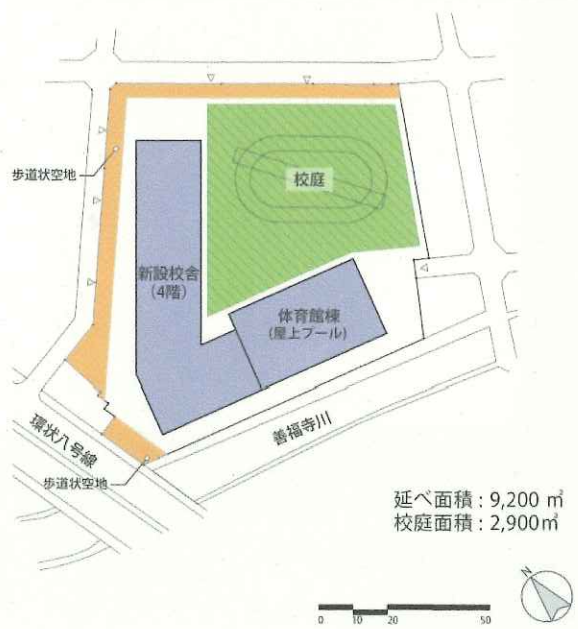 歩道状空地
校庭
新設校舎
(4階)
体育館棟
(屋上プール)
環状八号線
善福寺川
歩道状空地
延べ面積：9,200 ㎡
校庭面積：2,900㎡
N
0 10 20 50